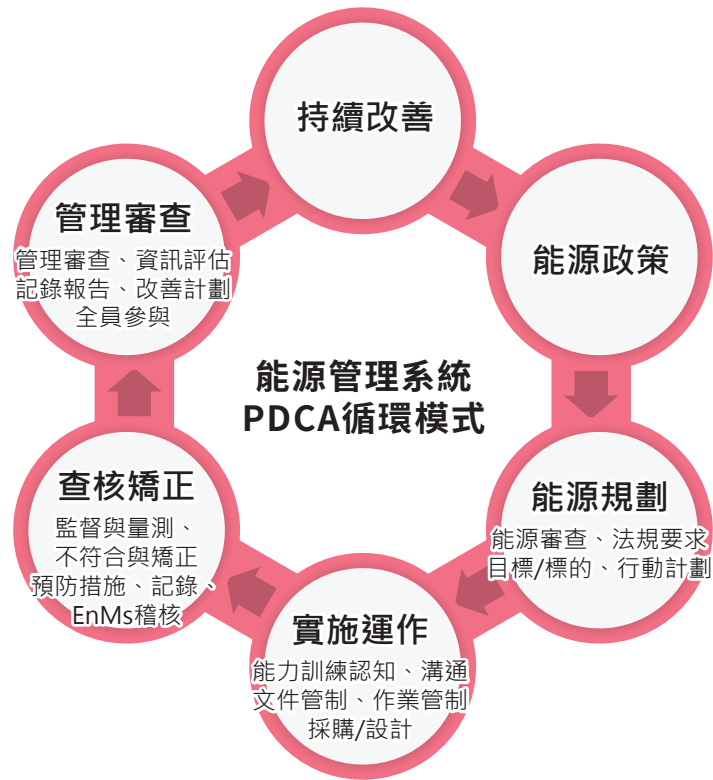 持續改善
能源政策
能源規劃
能源審查、法規要求
目標/標的、行動計劃
實施運作
能力訓練認知、溝通
文件管制、作業管制
採購/設計
查核矯正
監督與量測、
不符合與矯正
預防措施、記錄、
EnMs稽核
管理審查
管理審查、資訊評估
記錄報告、改善計劃
全員參與
能源管理系統
PDCA循環模式